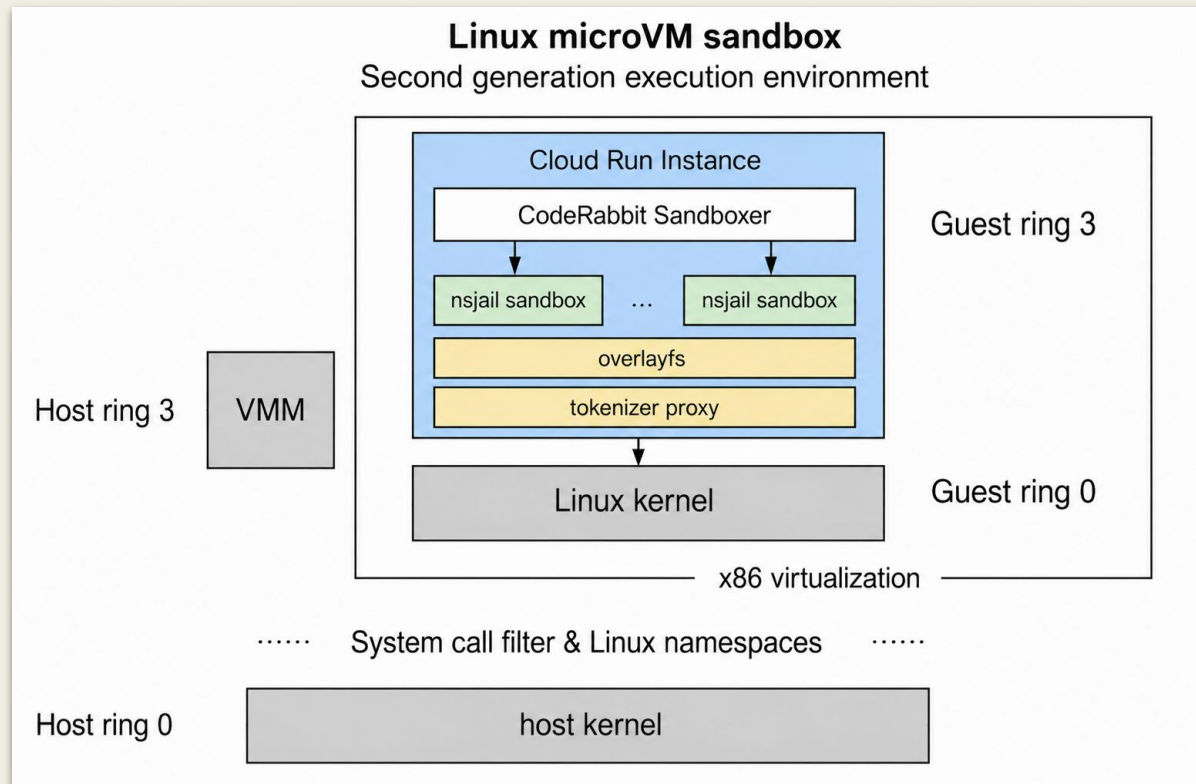 Linux microVM sandbox
Second generation execution environment
Cloud Run Instance
CodeRabbit Sandboxer
Guest ring 3
nsjail sandbox
...
nsjail sandbox
overlayfs
Host ring 3
VMM
tokenizer proxy
Linux kernel
Guest ring 0
x86 virtualization
...... System call filter & Linux namespaces ......
Host ring 0
host kernel